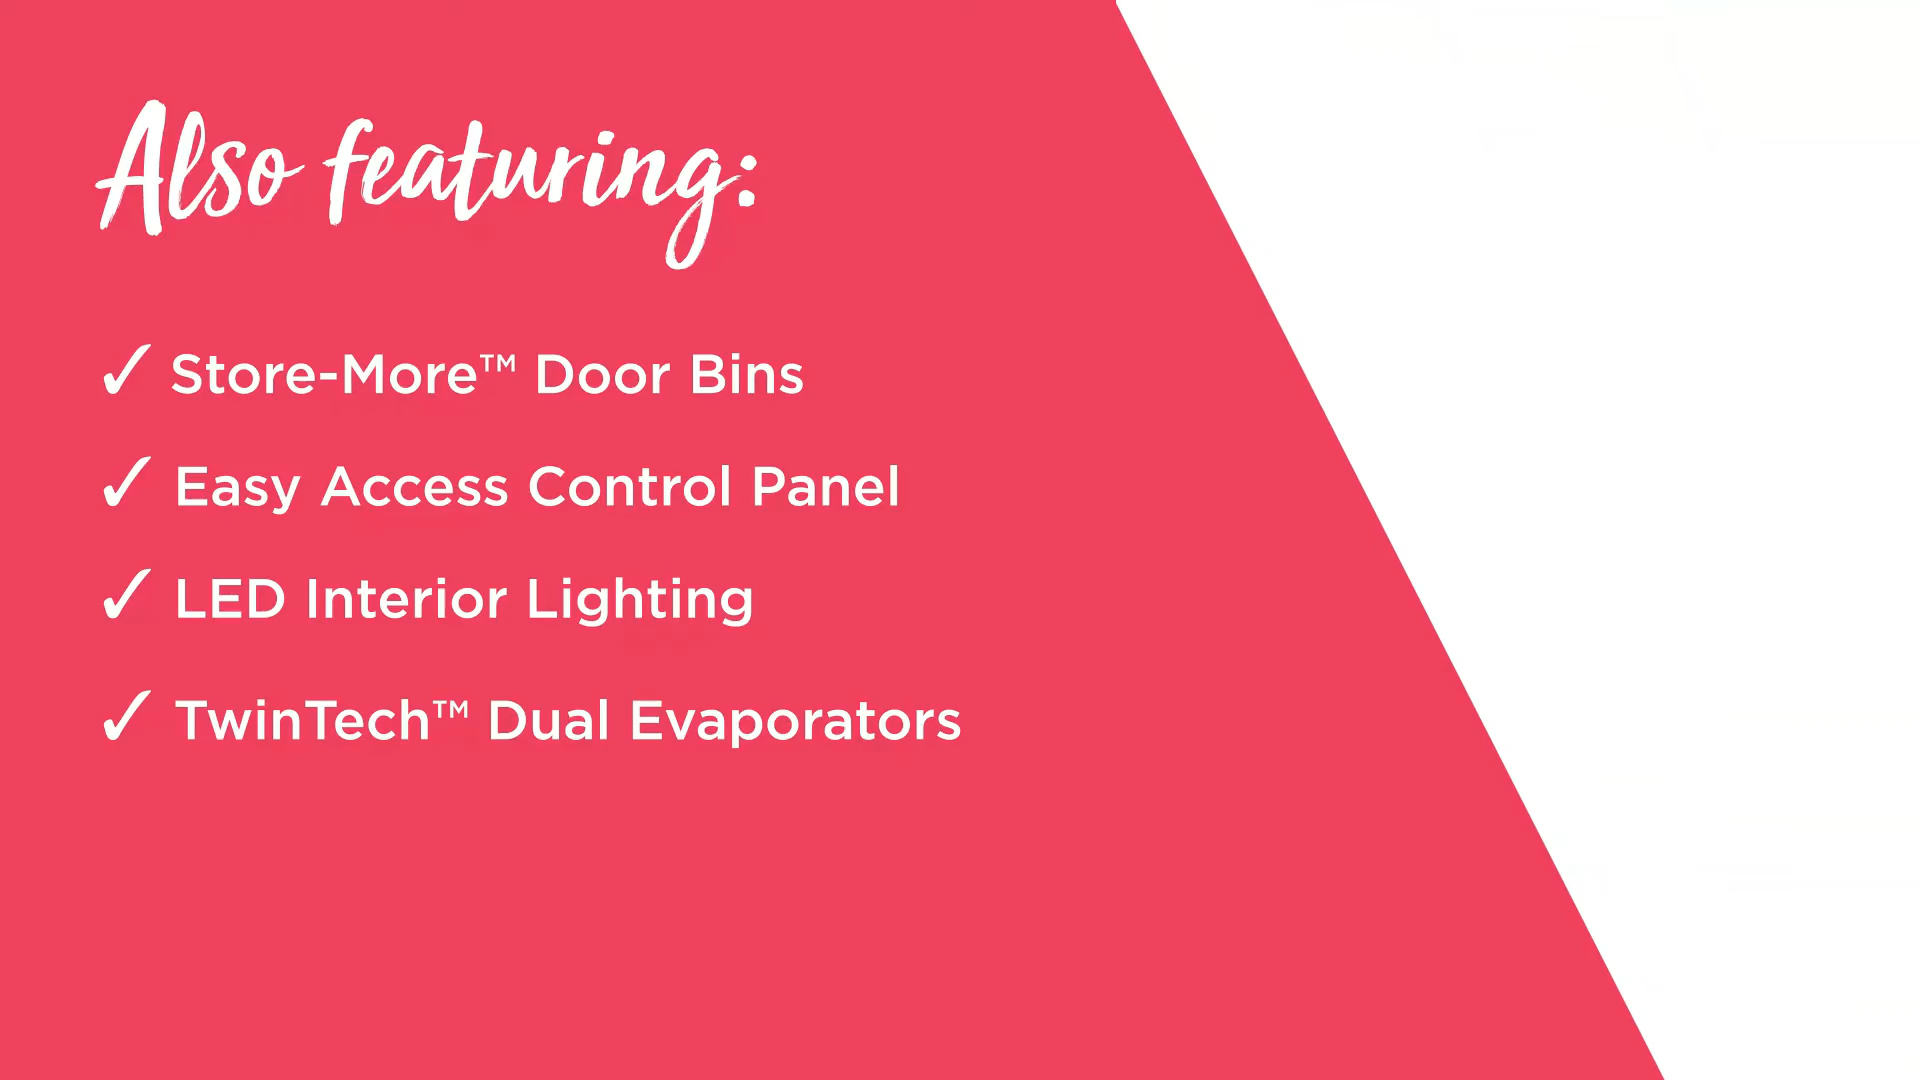 Also featuring:
✓ Store-More™ Door Bins
✓ Easy Access Control Panel
✓ LED Interior Lighting
✓ TwinTech™ Dual Evaporators